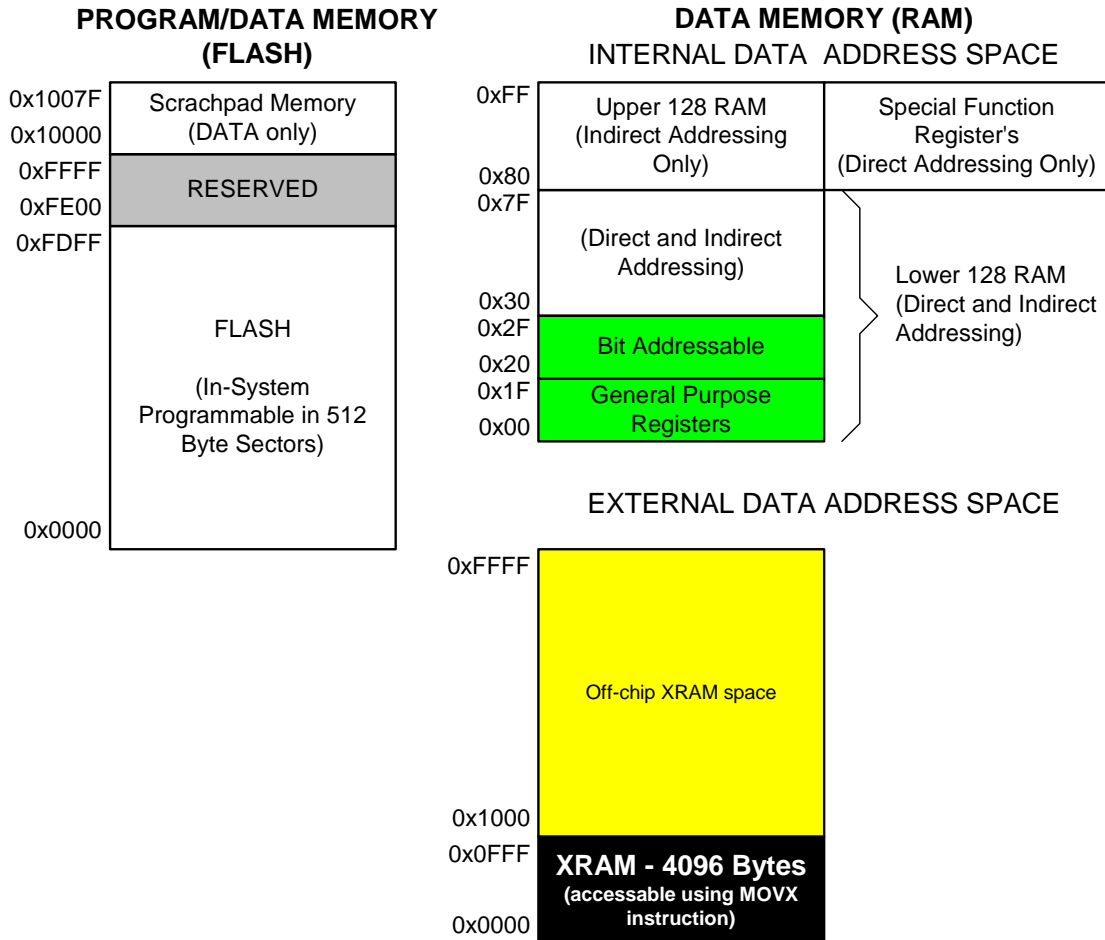 PROGRAM/DATA MEMORY
(FLASH)
0x1007F
Scrachpad Memory
(DATA only)
0x10000
0xFFFF
RESERVED
0xFE00
0xFDFF
FLASH
(In-System
Programmable in 512
Byte Sectors)
0x0000
DATA MEMORY (RAM)
INTERNAL DATA ADDRESS SPACE
0xFF
Upper 128 RAM
(Indirect Addressing
Only)
0x80
Special Function
Register's
(Direct Addressing Only)
0x7F
(Direct and Indirect
Addressing)
0x30
Lower 128 RAM
(Direct and Indirect
Addressing)
0x2F
Bit Addressable
0x20
0x1F
General Purpose
Registers
0x00
EXTERNAL DATA ADDRESS SPACE
0xFFFF
Off-chip XRAM space
0x1000
0x0FFF
XRAM - 4096 Bytes
(accessable using MOVX
instruction)
0x0000